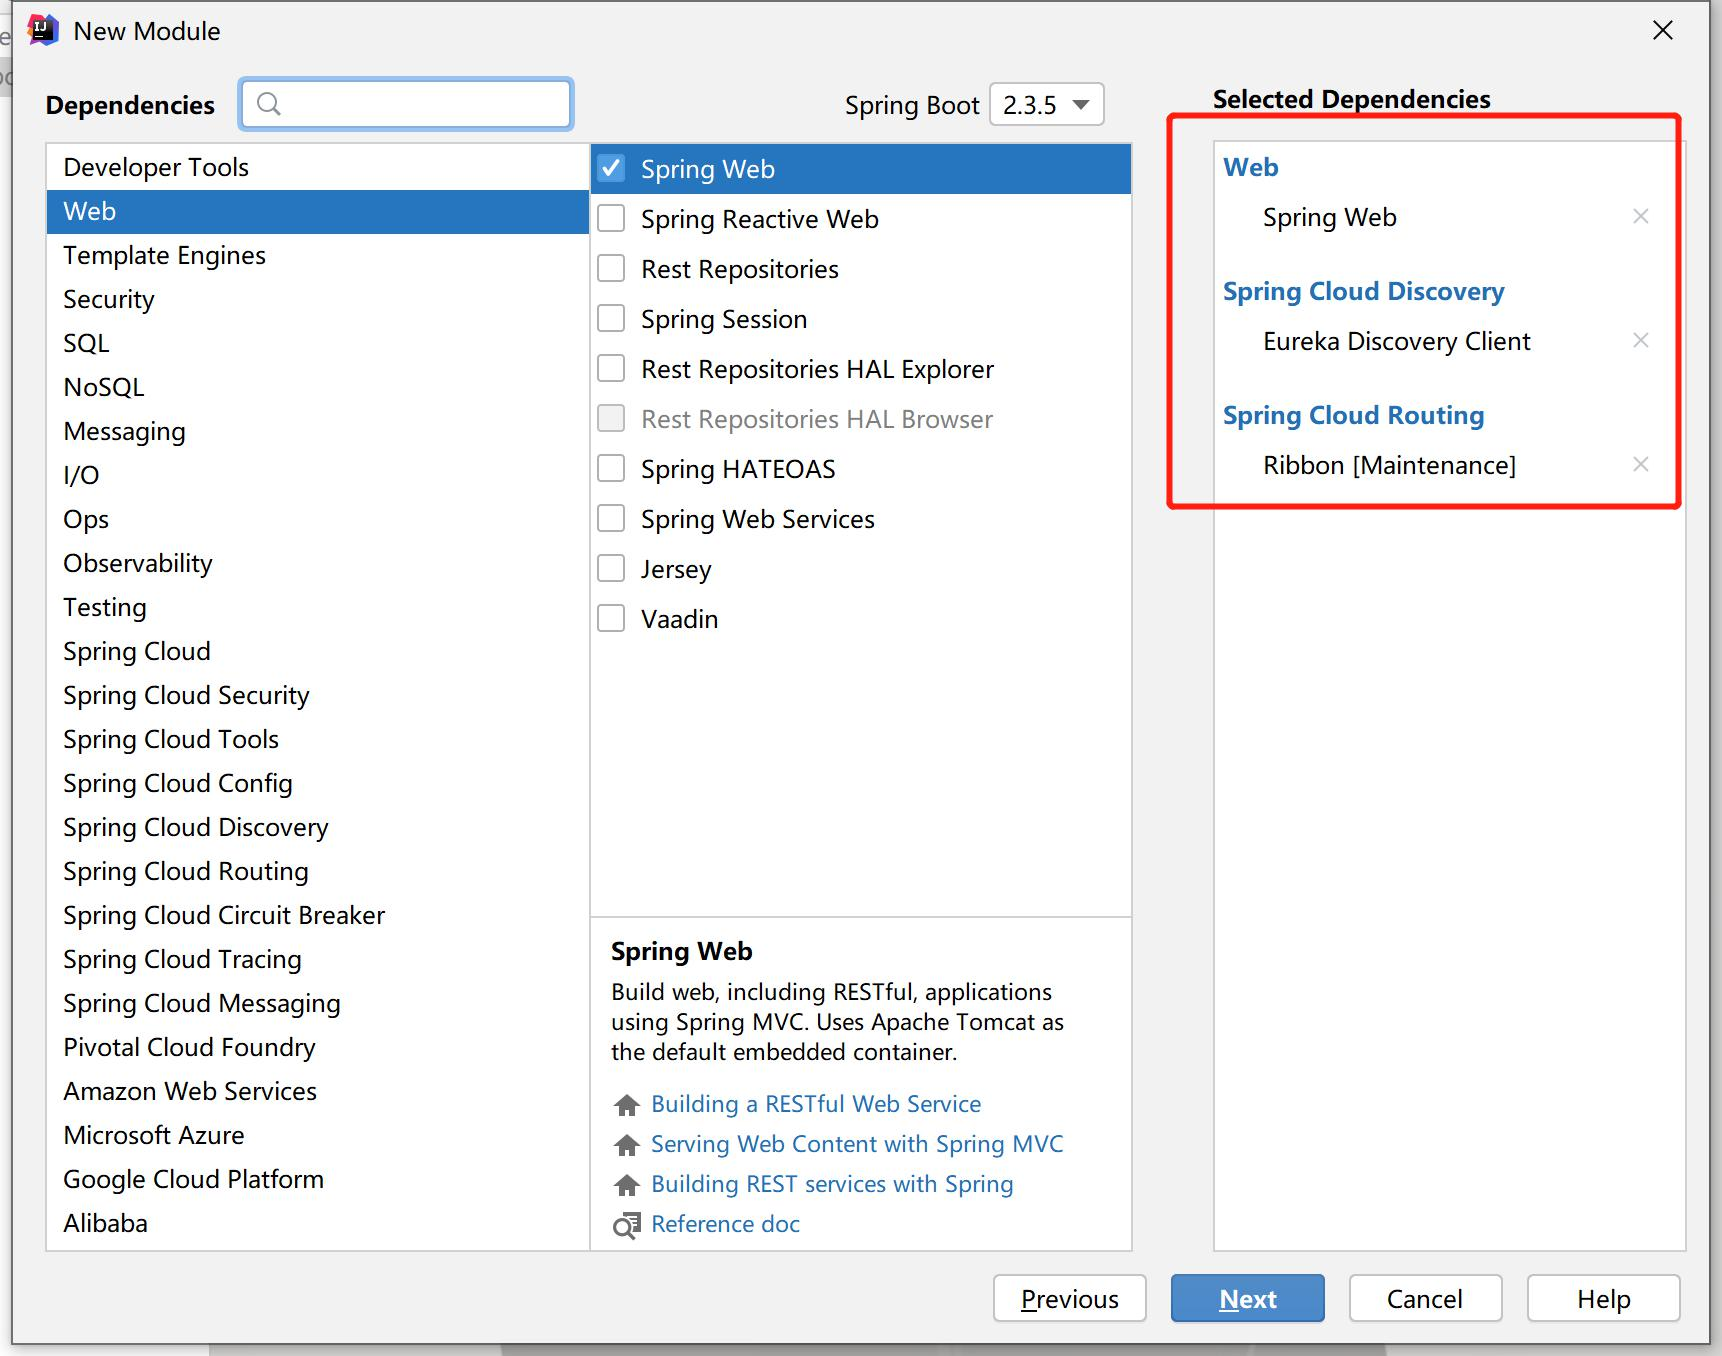 New Module
Dependencies
Spring Boot 2.3.5
Selected Dependencies
Developer Tools
Web
Template Engines
Security
SQL
NoSQL
Messaging
I/O
Ops
Observability
Testing
Spring Cloud
Spring Cloud Security
Spring Cloud Tools
Spring Cloud Config
Spring Cloud Discovery
Spring Cloud Routing
Spring Cloud Circuit Breaker
Spring Cloud Tracing
Spring Cloud Messaging
Pivotal Cloud Foundry
Amazon Web Services
Microsoft Azure
Google Cloud Platform
Alibaba
Spring Web
Spring Reactive Web
Rest Repositories
Spring Session
Rest Repositories HAL Explorer
Rest Repositories HAL Browser
Spring HATEOAS
Spring Web Services
Jersey
Vaadin
Spring Web
Build web, including RESTful, applications
using Spring MVC. Uses Apache Tomcat as
the default embedded container.
Building a RESTful Web Service
Serving Web Content with Spring MVC
Building REST services with Spring
Reference doc
Web
Spring Web
Spring Cloud Discovery
Eureka Discovery Client
Spring Cloud Routing
Ribbon [Maintenance]
Previous
Next
Cancel
Help